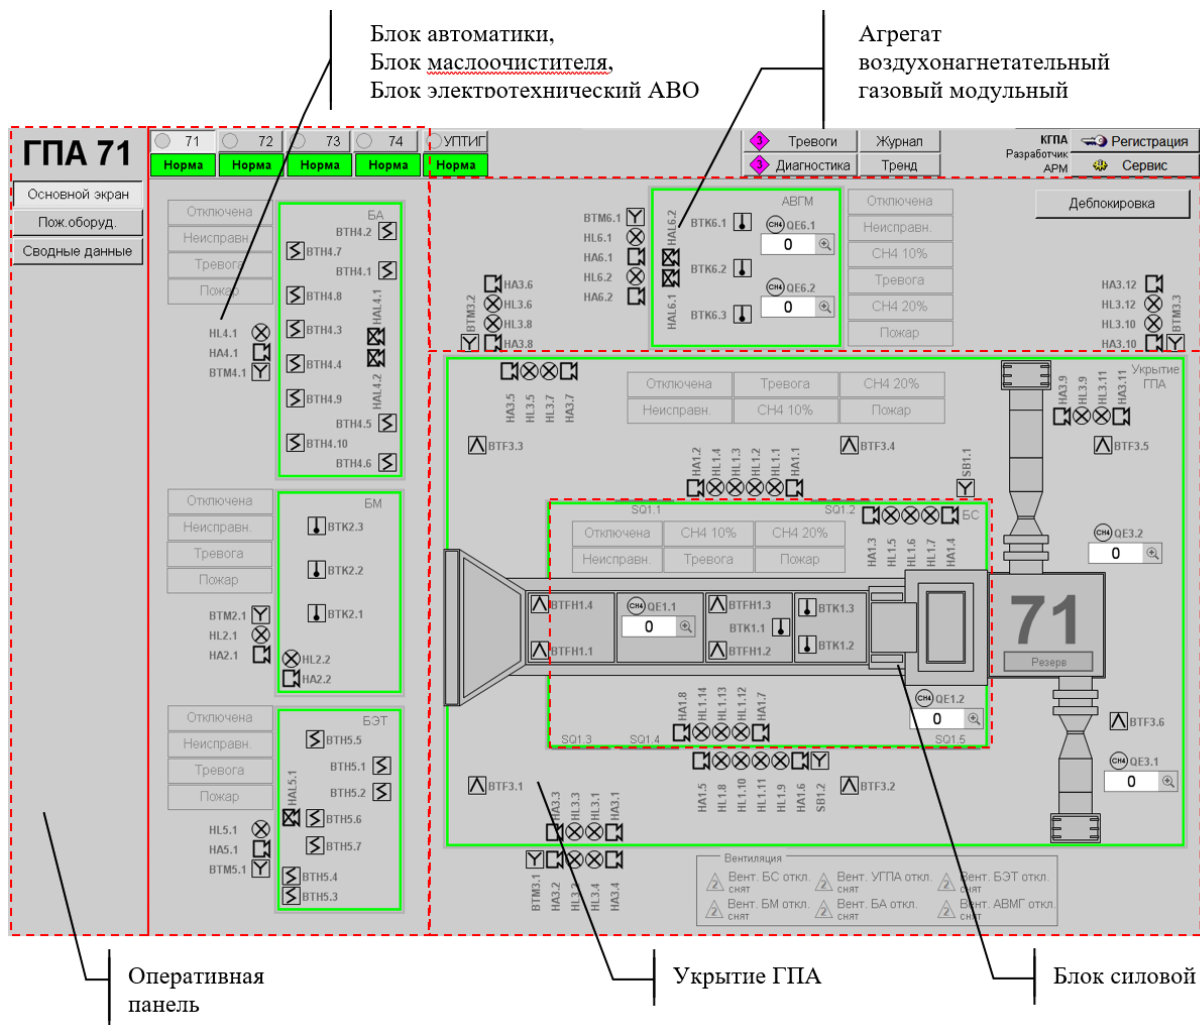 Блок автоматики,
Блок маслоочистителя,
Блок электротехнический АВО
Агрегат
воздухонагнетательный
газовый модульный
ГПА 71
71
72
73
74
УПТИГ
Норма
Норма
Норма
Норма
Норма
3 Тревоги
Журнал
3 Диагностика
Тренд
КГПА
Разработчик
АРМ
Регистрация
Сервис
Основной экран
Пож.оборуд.
Сводные данные
Деблокировка
Отключена
Неисправн.
Тревога
Пожар
БА
BTH4.2
BTH4.7
BTH4.1
BTH4.8
HAL4.1
BTH4.3
BTH4.4
HAL4.2
BTH4.9
BTH4.5
BTH4.10
BTH4.6
HL4.1
HA4.1
BTM4.1
Отключена
Неисправн.
Тревога
Пожар
БМ
BTK2.3
BTK2.2
BTK2.1
BTM2.1
HL2.1
HA2.1
HL2.2
HA2.2
Отключена
Неисправн.
Тревога
Пожар
БЭТ
BTH5.5
BTH5.1
BTH5.2
HAL5.1
BTH5.6
BTH5.7
BTH5.4
BTH5.3
HL5.1
HA5.1
BTM5.1
BTM6.1
HL6.1
HA6.1
HL6.2
HA6.2
HAL6.2
HAL6.1
АВГМ
BTK6.1
BTK6.2
BTK6.3
CH4 QE6.1
0
CH4 QE6.2
0
Отключена
Неисправн.
CH4 10%
Тревога
CH4 20%
Пожар
BTM3.2
HA3.6
HL3.6
HL3.8
HA3.8
HA3.12
HL3.12
HL3.10
HA3.10
BTM3.3
Укрытие
ГПА
HA3.5
HL3.5
HL3.7
HA3.7
Отключена
Тревога
CH4 20%
Неисправн.
CH4 10%
Пожар
HA3.9
HL3.9
HL3.11
HA3.11
BTF3.3
BTF3.4
BTF3.5
HA1.2
HL1.4
HL1.3
HL1.2
HL1.1
HA1.1
SB1.1
SQ1.1
SQ1.2
БС
Отключена
CH4 10%
CH4 20%
Неисправн.
Тревога
Пожар
HA1.3
HL1.5
HL1.6
HL1.7
HA1.4
CH4 QE3.2
0
BTFH1.4
BTFH1.1
CH4 QE1.1
0
BTFH1.3
BTK1.1
BTFH1.2
BTK1.3
BTK1.2
71
Резерв
CH4 QE1.2
0
HA1.8
HL1.14
HL1.13
HL1.12
HA1.7
SQ1.3
SQ1.4
SQ1.5
BTF3.6
CH4 QE3.1
0
BTF3.1
BTF3.2
HA1.5
HL1.8
HL1.10
HL1.11
HL1.9
HA1.6
SB1.2
HA3.3
HL3.3
HL3.1
HA3.1
BTM3.1
HA3.2
HL3.2
HL3.4
HA3.4
Вентиляция
2 Вент. БС откл.
снят
2 Вент. УГПА откл.
снят
2 Вент. БЭТ откл.
снят
2 Вент. БМ откл.
снят
2 Вент. БА откл.
снят
2 Вент. АВМГ откл.
снят
Оперативная
панель
Укрытие ГПА
Блок силовой